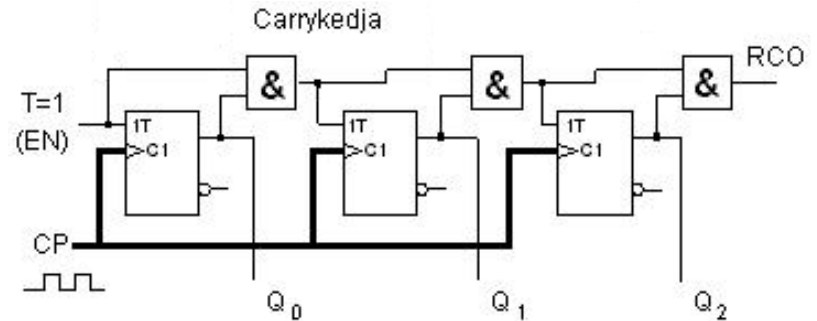 Carrykedja
& & & RCO
T=1
(EN)
1T 1T 1T
C1 C1 C1
CP
Q0 Q1 Q2